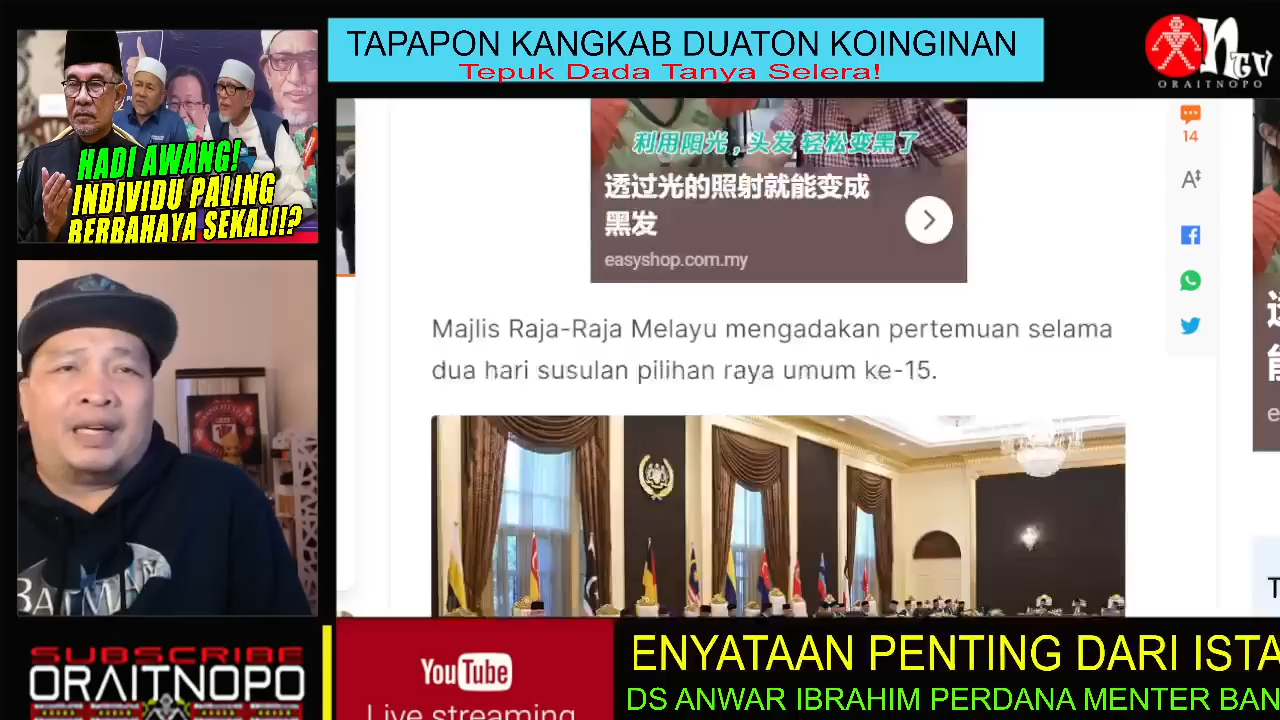 TAPAPON KANGKAB DUATON KOINGINAN
Tepuk Dada Tanya Selera!
nTV
ORAITNOPO
HADI AWANG!
INDIVIDU PALING
BERBAHAYA SEKALI!?
利用阳光，头发 轻松变黑了
透过光的照射就能变成
黑发
easyshop.com.my
14
A
Majlis Raja-Raja Melayu mengadakan pertemuan selama
dua hari susulan pilihan raya umum ke-15.
BATMAN
SUBSCRIBE
ORAITNOPO
YouTube
Live streaming
ENYATAAN PENTING DARI ISTA
DS ANWAR IBRAHIM PERDANA MENTER BAN